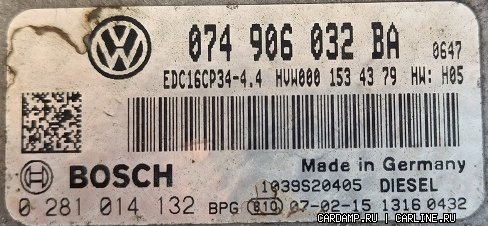 VW
074 906 032 BA 0647
EDC16CP34-4.4 HVW000 153 43 79 HW: H05
BOSCH
Made in Germany
1039S20405 DIESEL
0 281 014 132 BPG 810 07-02-15 1316 0432
CARDAMP.RU | CARLINE.RU